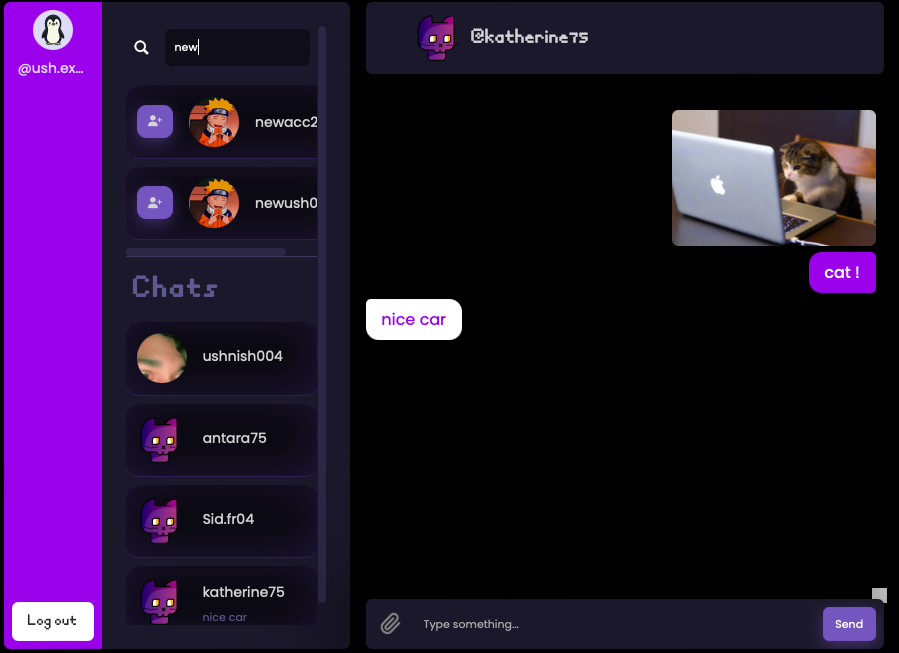 @ush.ex...
new
newacc2
newush0
Chats
ushnish004
antara75
Sid.fr04
katherine75
nice car
Log out
@katherine75
cat !
nice car
Type something...
Send